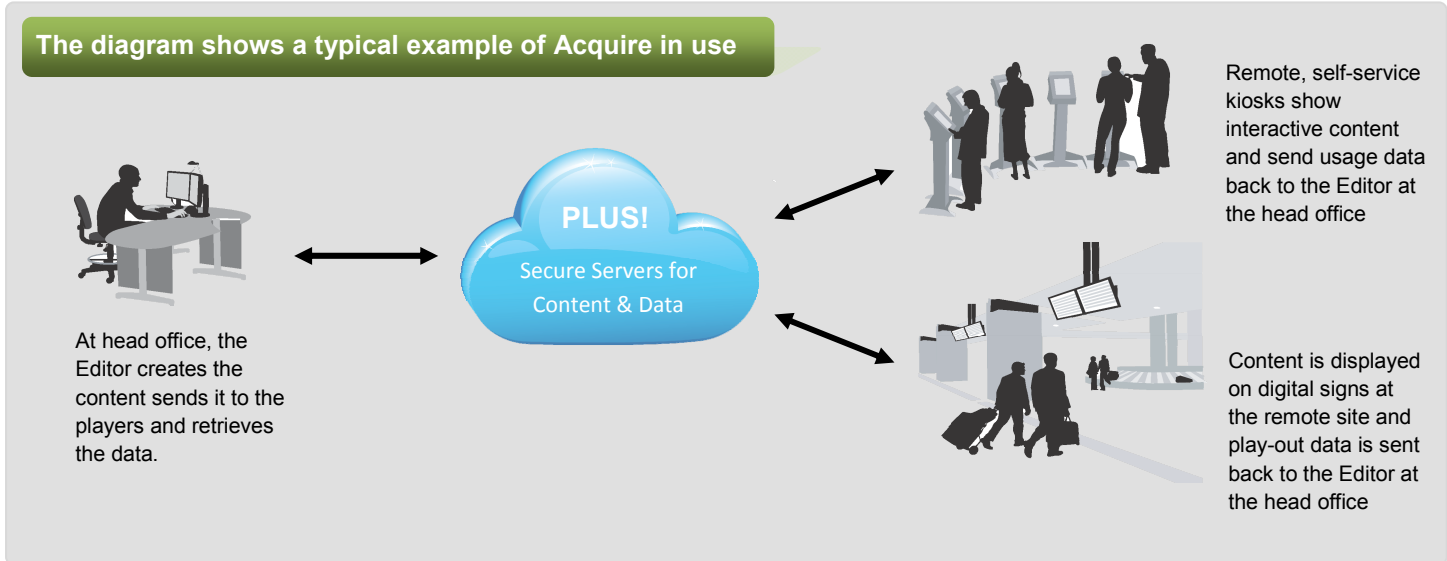 The diagram shows a typical example of Acquire in use
At head office, the
Editor creates the
content sends it to the
players and retrieves
the data.
PLUS!
Secure Servers for
Content & Data
Remote, self-service
kiosks show
interactive content
and send usage data
back to the Editor at
the head office
Content is displayed
on digital signs at
the remote site and
play-out data is sent
back to the Editor at
the head office